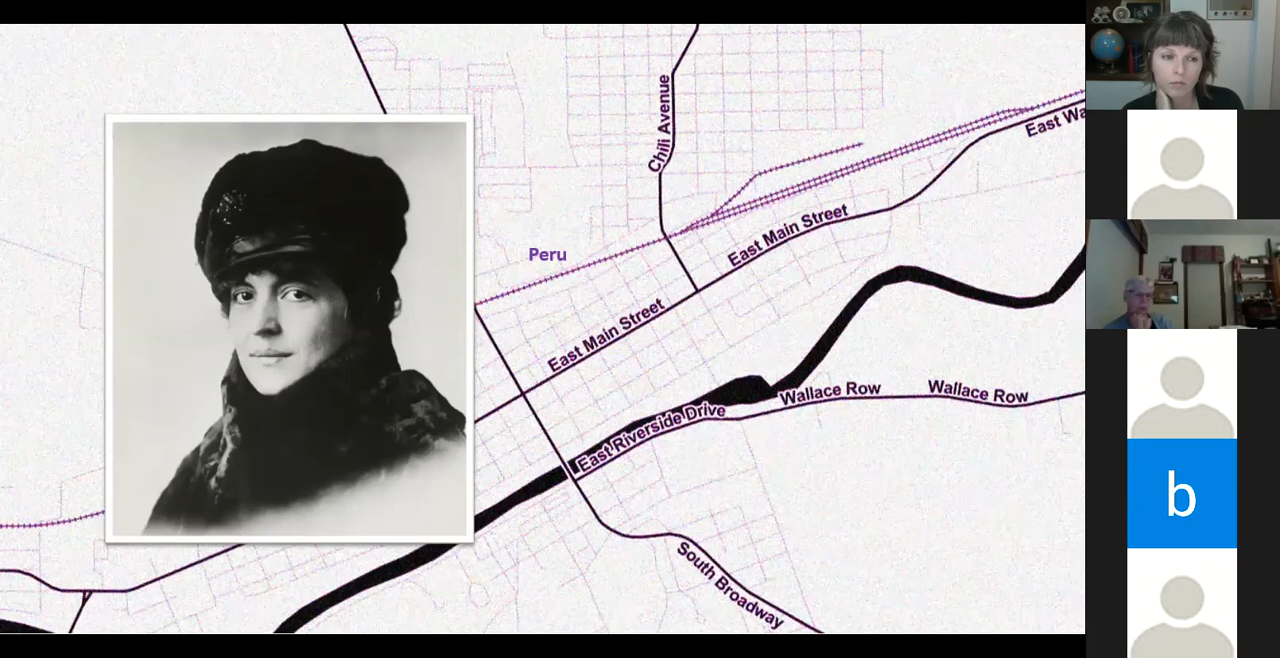 Chili Avenue
East Wa
East Main Street
Peru
East Main Street
Wallace Row
Wallace Row
East Riverside Drive
South Broadway
b